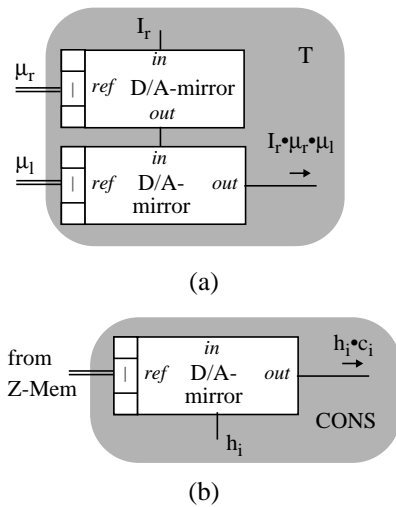 I_r
T
in
μ_r
| ref D/A-mirror
out
I_r•μ_r•μ_l
in
μ_l
| ref D/A- out
mirror
(a)
h_i•c_i
from
in
| ref D/A- out
Z-Mem
mirror
CONS
h_i
(b)